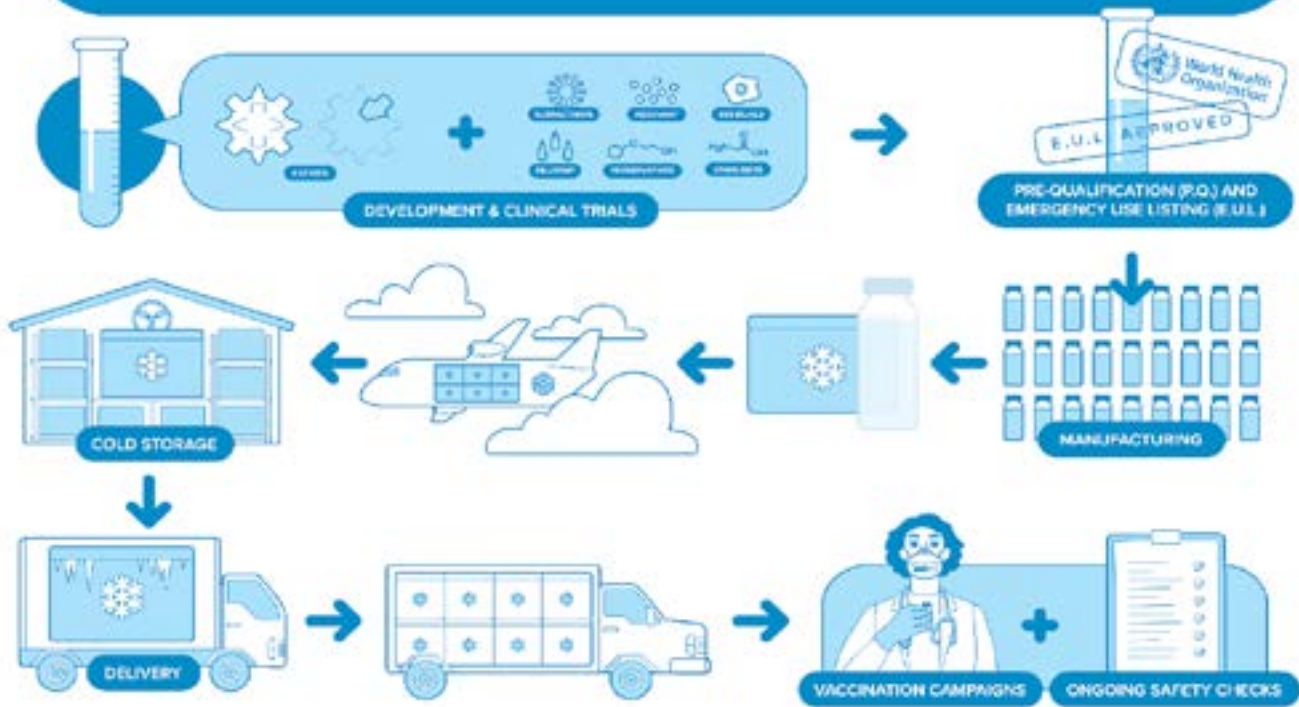 World Health
Organization
E.U.L. APPROVED
DEVELOPMENT & CLINICAL TRIALS
PRE-QUALIFICATION (P.Q.) AND
EMERGENCY USE LISTING (E.U.L.)
COLD STORAGE
MANUFACTURING
DELIVERY
VACCINATION CAMPAIGNS
ONGOING SAFETY CHECKS